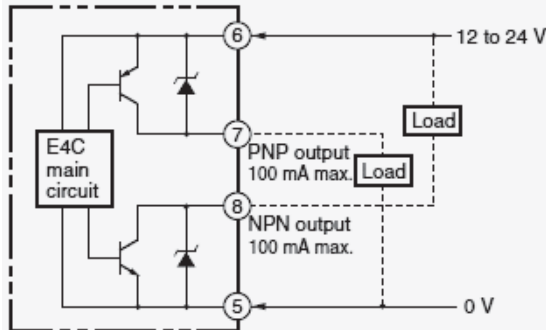 6
12 to 24 V
Load
7
E4C
main
circuit
PNP output
100 mA max.
Load
8
NPN output
100 mA max.
5
0 V